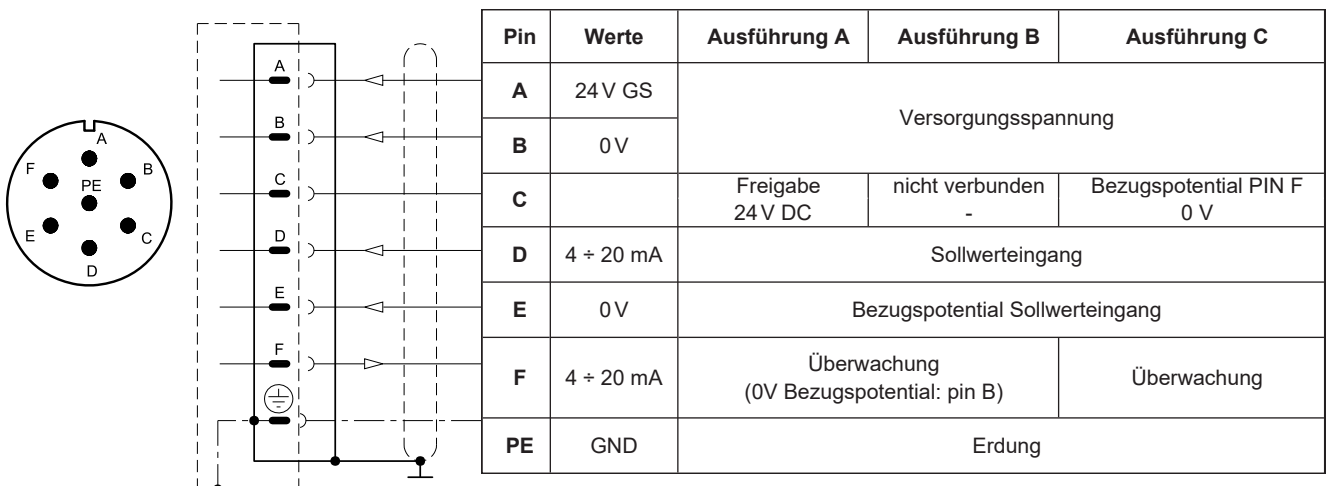 A
F
B
PE
E
C
D
A
B
C
D
E
F
Pin Werte Ausführung A Ausführung B Ausführung C
A 24 V GS
Versorgungsspannung
B 0 V
C Freigabe nicht verbunden Bezugspotential PIN F
24 V DC - 0 V
D 4 ÷ 20 mA Sollwerteingang
E 0 V Bezugspotential Sollwerteingang
F 4 ÷ 20 mA Überwachung Überwachung
(0V Bezugspotential: pin B)
PE GND Erdung